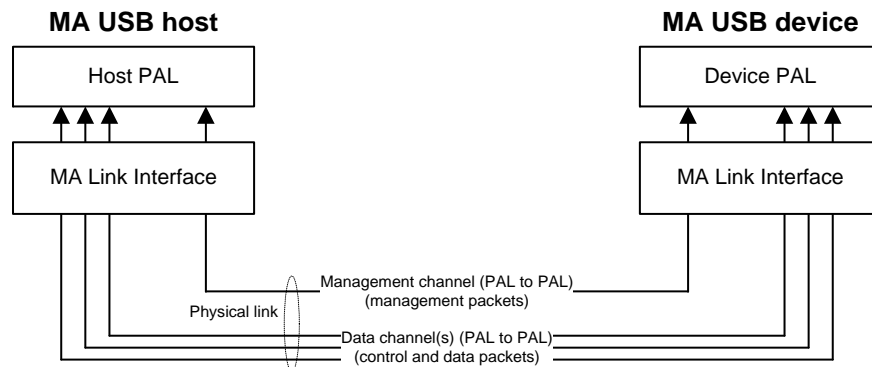 MA USB host
MA USB device
Host PAL
Device PAL
MA Link Interface
MA Link Interface
Management channel (PAL to PAL)
(management packets)
Physical link
Data channel(s) (PAL to PAL)
(control and data packets)